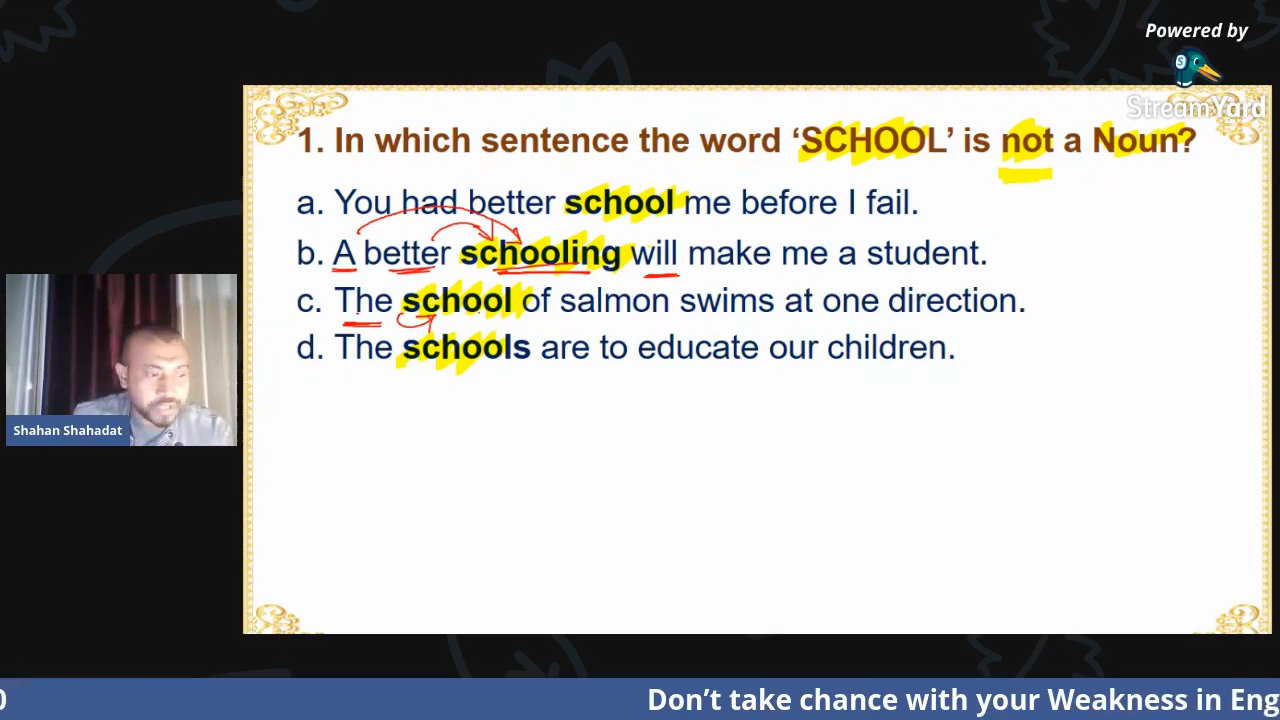 Powered by
StreamYard
1. In which sentence the word ‘SCHOOL’ is not a Noun?
a. You had better school me before I fail.
b. A better schooling will make me a student.
c. The school of salmon swims at one direction.
d. The schools are to educate our children.
Shahan Shahadat
0 Don’t take chance with your Weakness in Eng